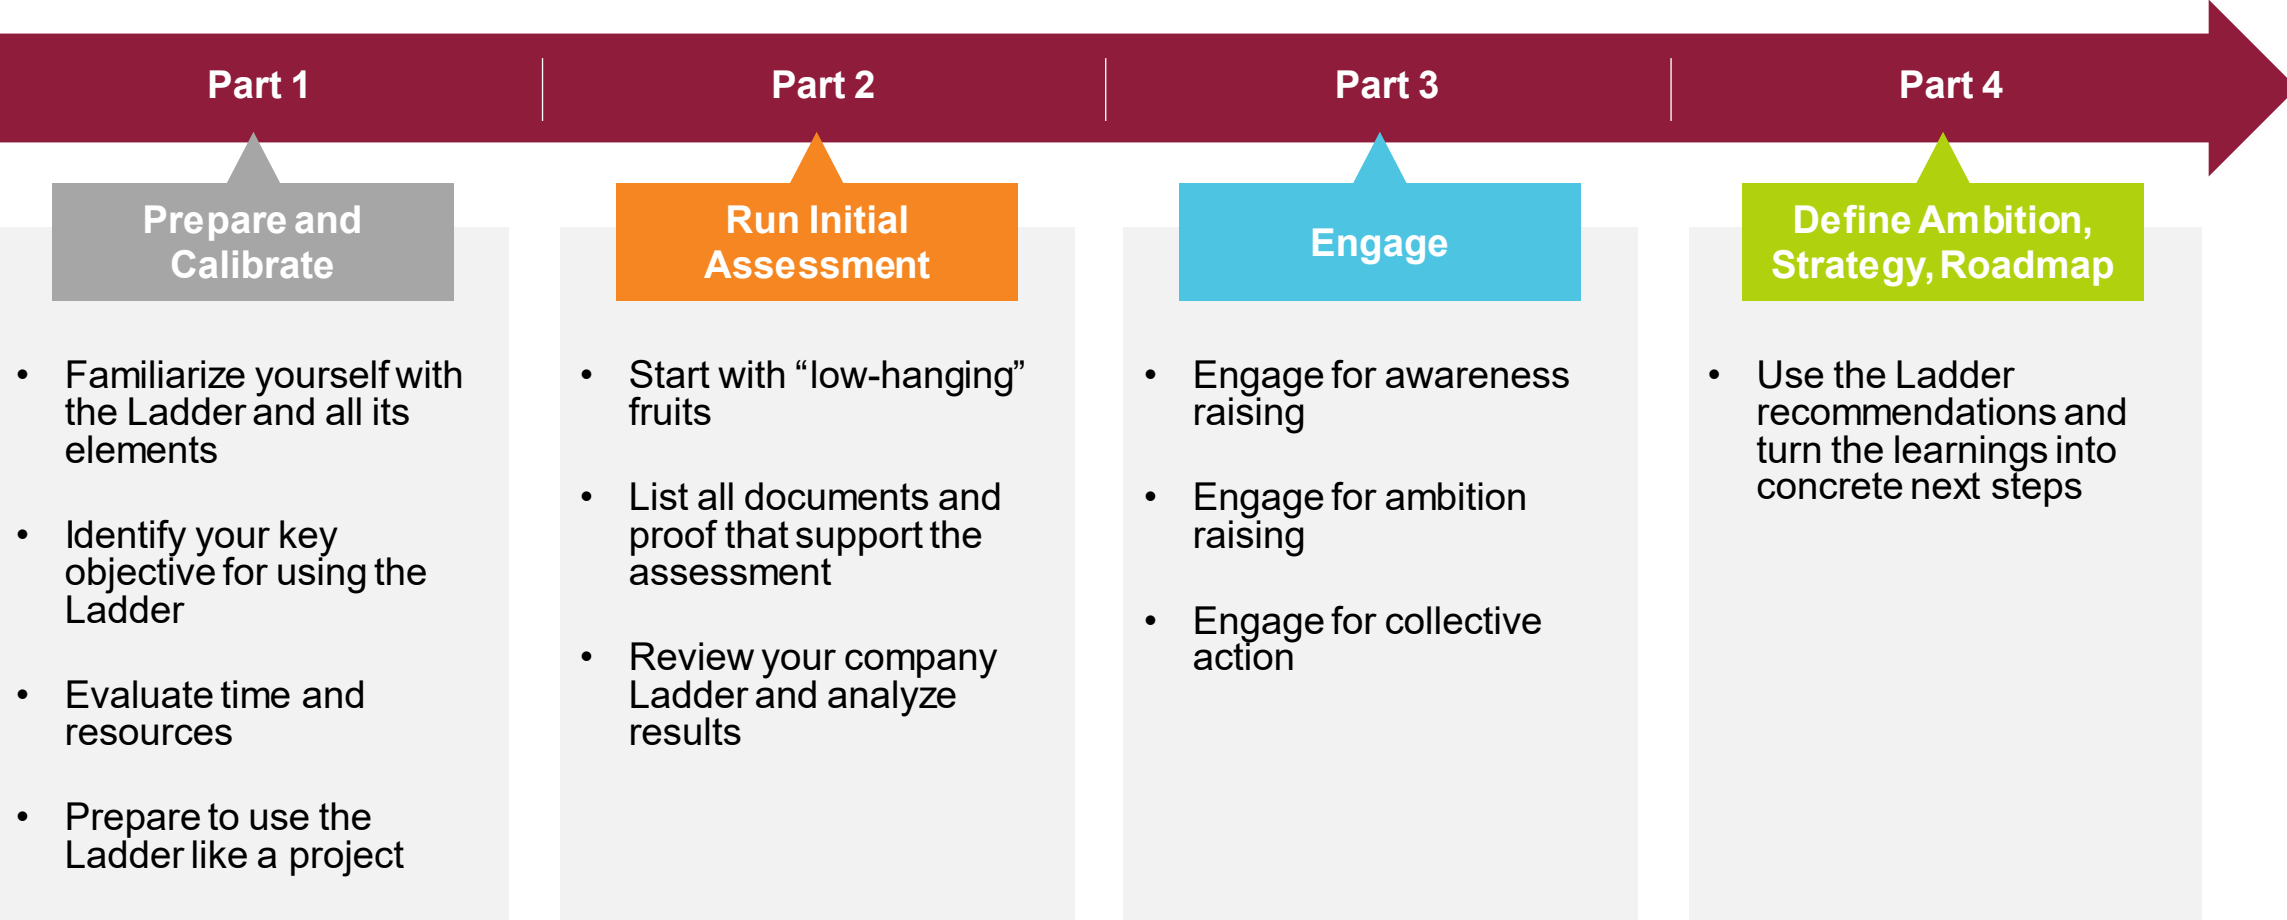 Part 1
Part 2
Part 3
Part 4
Prepare and
Calibrate
• Familiarize yourself with
the Ladder and all its
elements
• Identify your key
objective for using the
Ladder
• Evaluate time and
resources
• Prepare to use the
Ladder like a project
Run Initial
Assessment
• Start with “low-hanging”
fruits
• List all documents and
proof that support the
assessment
• Review your company
Ladder and analyze
results
Engage
• Engage for awareness
raising
• Engage for ambition
raising
• Engage for collective
action
Define Ambition,
Strategy, Roadmap
• Use the Ladder
recommendations and
turn the learnings into
concrete next steps